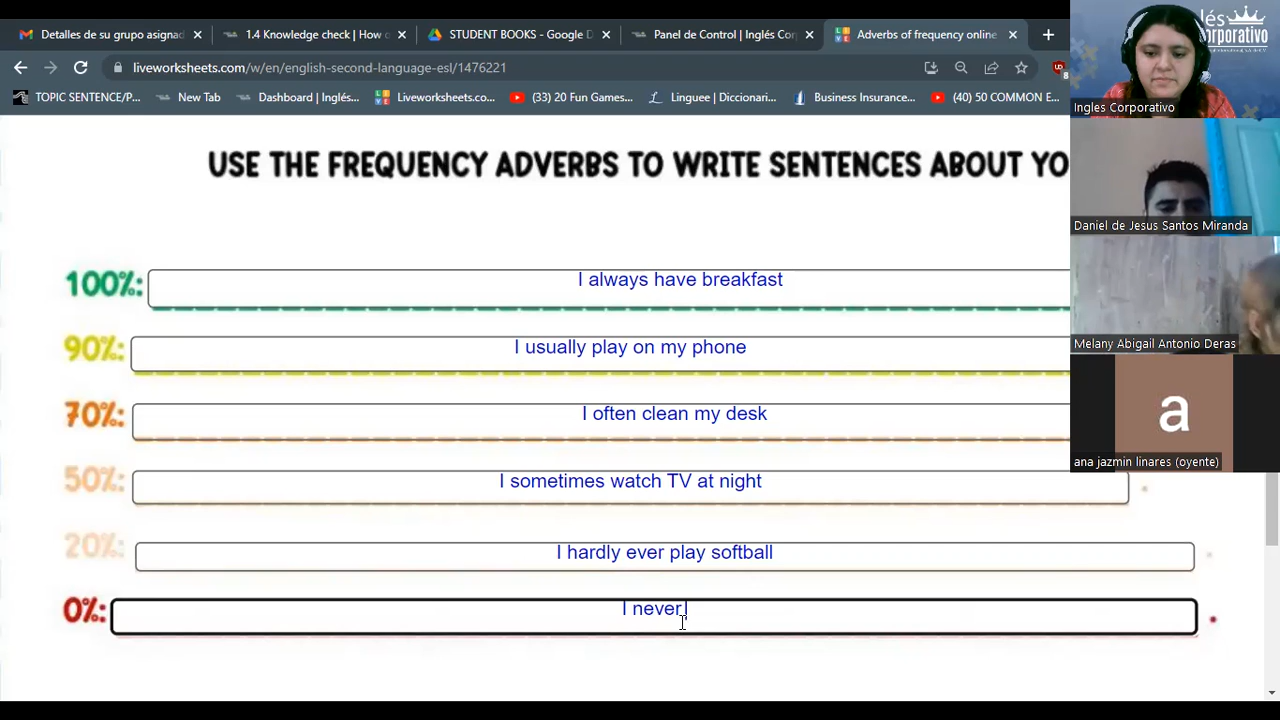 Detalles de su grupo asignad
1.4 Knowledge check | How o
STUDENT BOOKS - Google D
Panel de Control | Inglés Cor
Adverbs of frequency online
liveworksheets.com/w/en/english-second-language-esl/1476221
TOPIC SENTENCE/P...
New Tab
Dashboard | Inglés...
Liveworksheets.co...
(33) 20 Fun Games...
Linguee | Diccionari...
Business Insurance...
(40) 50 COMMON E...
lés
orporativo
Ingles Corporativo
Daniel de Jesus Santos Miranda
Melany Abigail Antonio Deras
a
ana jazmin linares (oyente)
USE THE FREQUENCY ADVERBS TO WRITE SENTENCES ABOUT YO
100%: I always have breakfast
90%: I usually play on my phone
70%: I often clean my desk
50%: I sometimes watch TV at night
20%: I hardly ever play softball
0%: I never